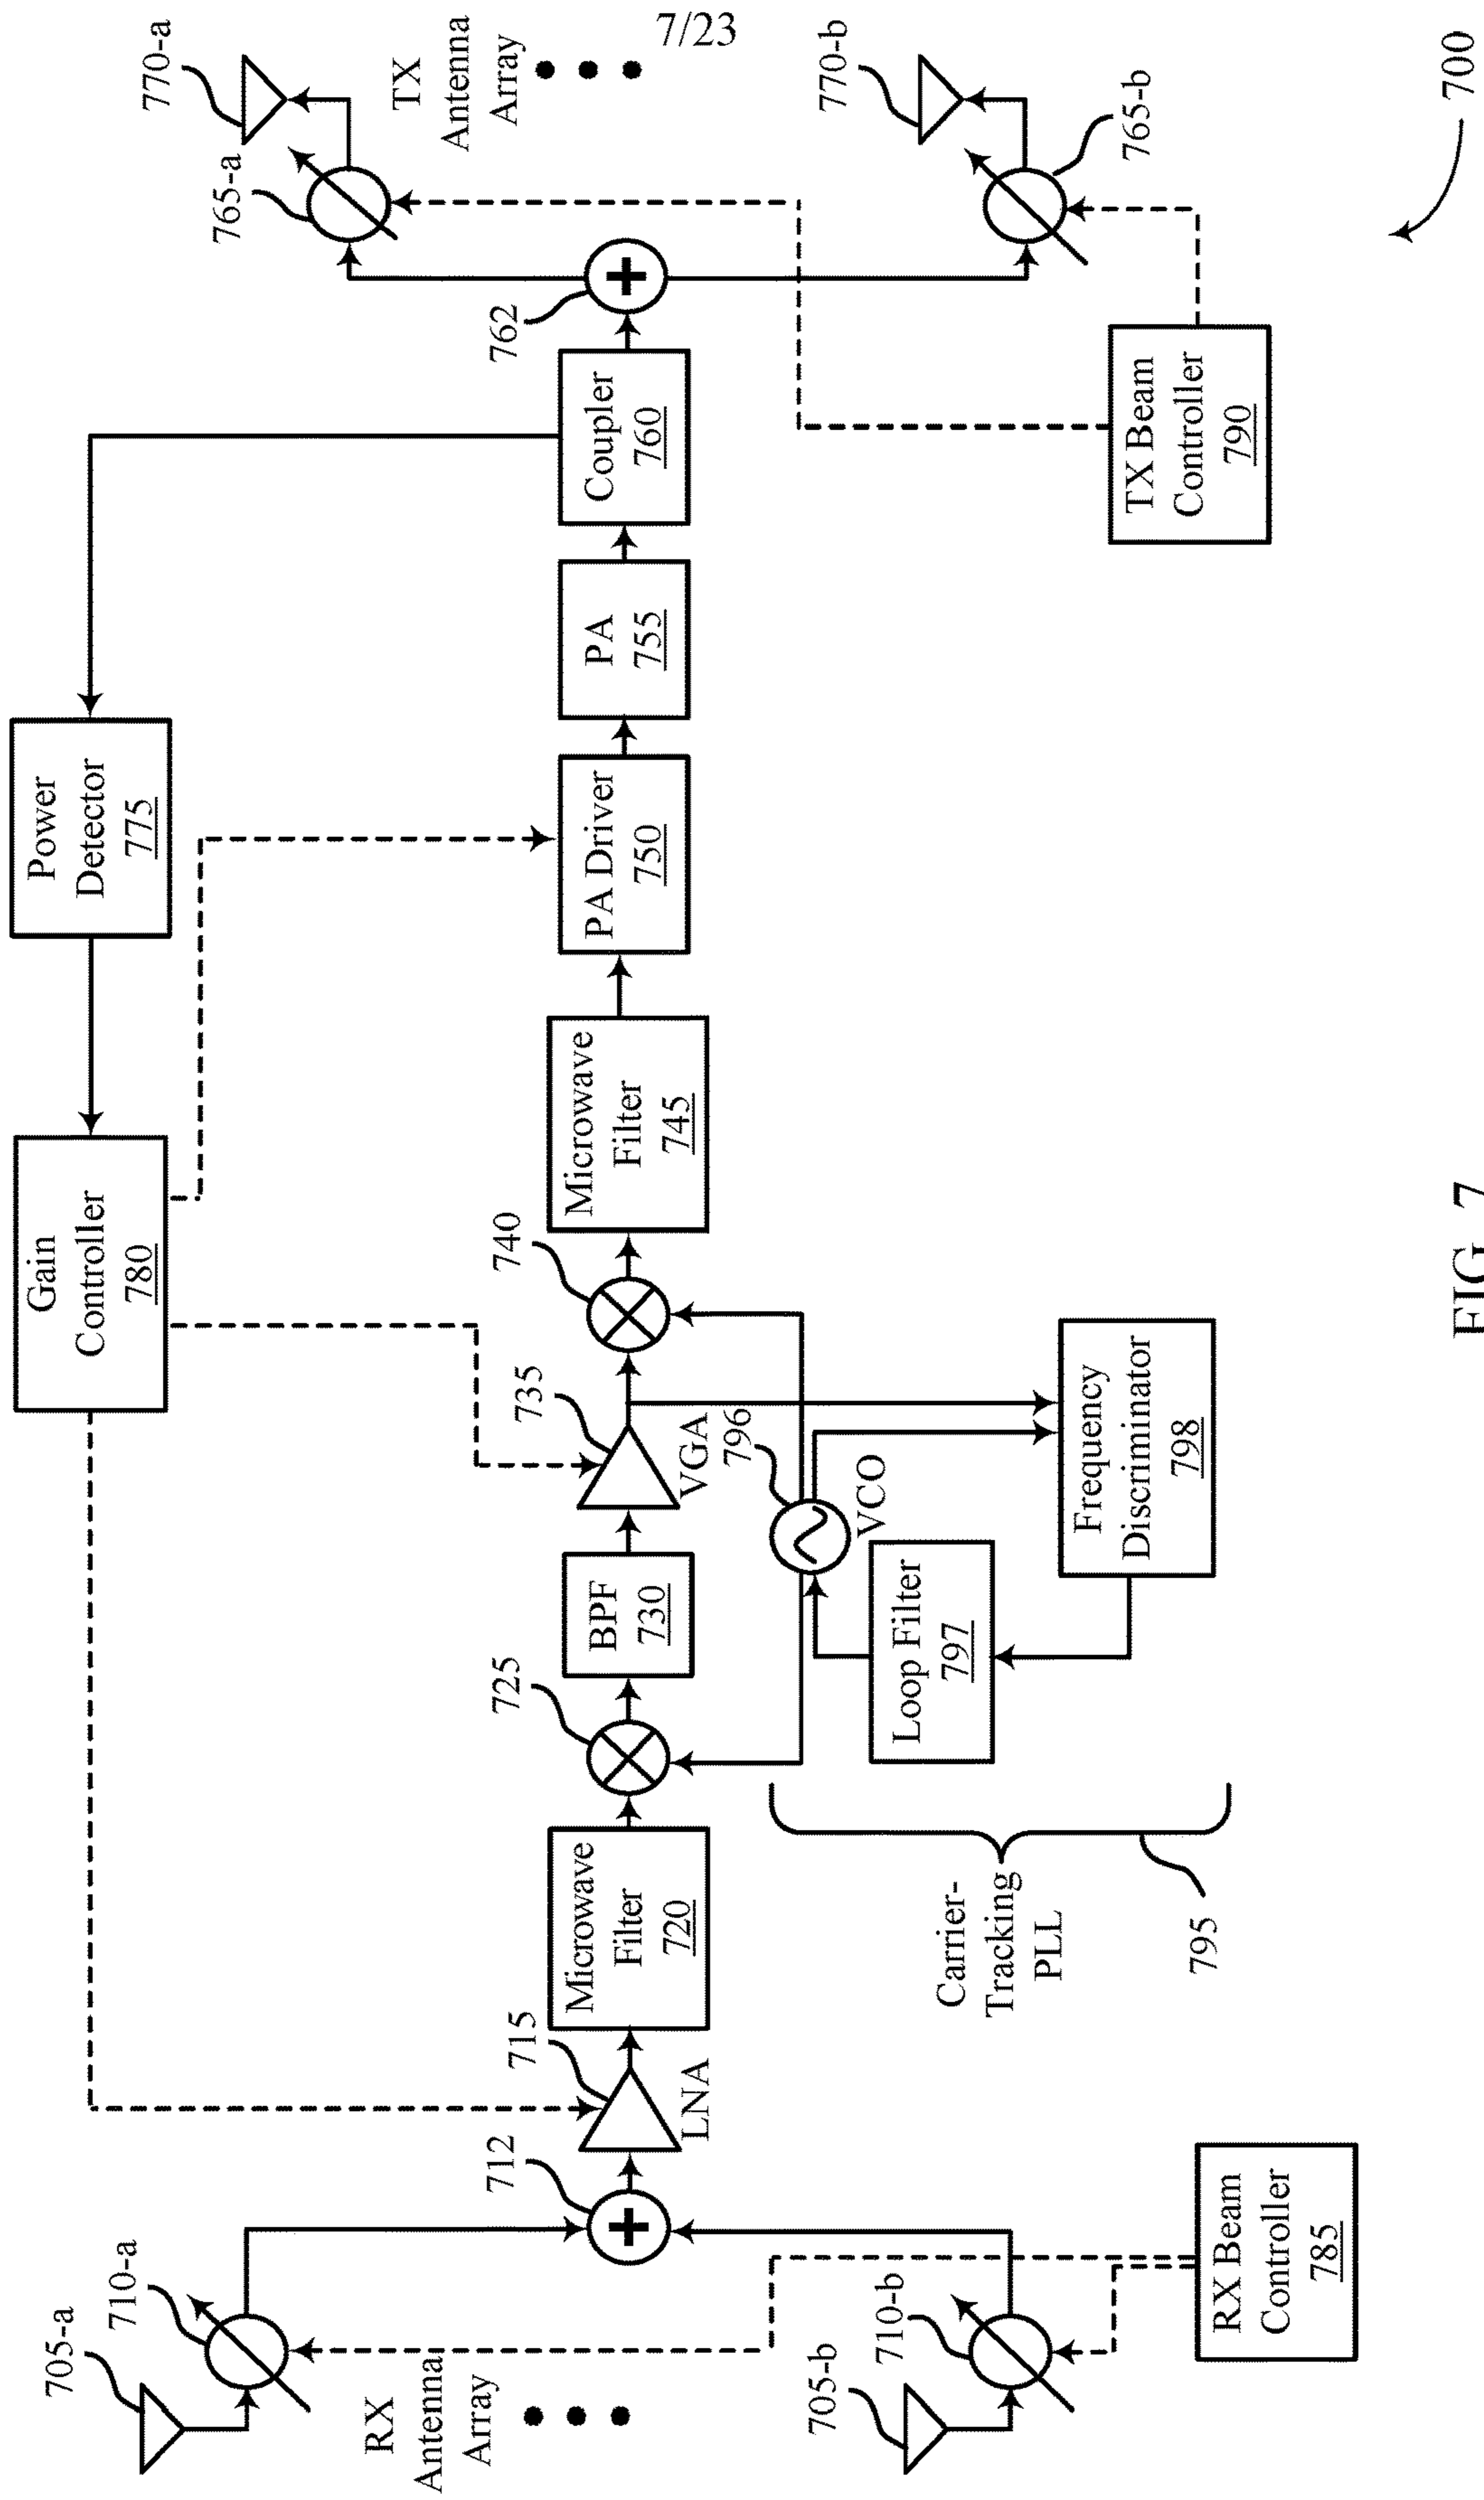 7/23
705-a
710-a
RX
Antenna
Array
705-b
710-b
RX Beam
Controller
785
712
715
LNA
Microwave
Filter
720
725
BPF
730
735
VGA
740
Microwave
Filter
745
PA Driver
750
PA
755
Coupler
760
762
765-a
770-a
TX
Antenna
Array
770-b
765-b
TX Beam
Controller
790
Gain
Controller
780
Power
Detector
775
796
VCO
Loop Filter
797
Frequency
Discriminator
798
Carrier-
Tracking
PLL
795
700
FIG. 7